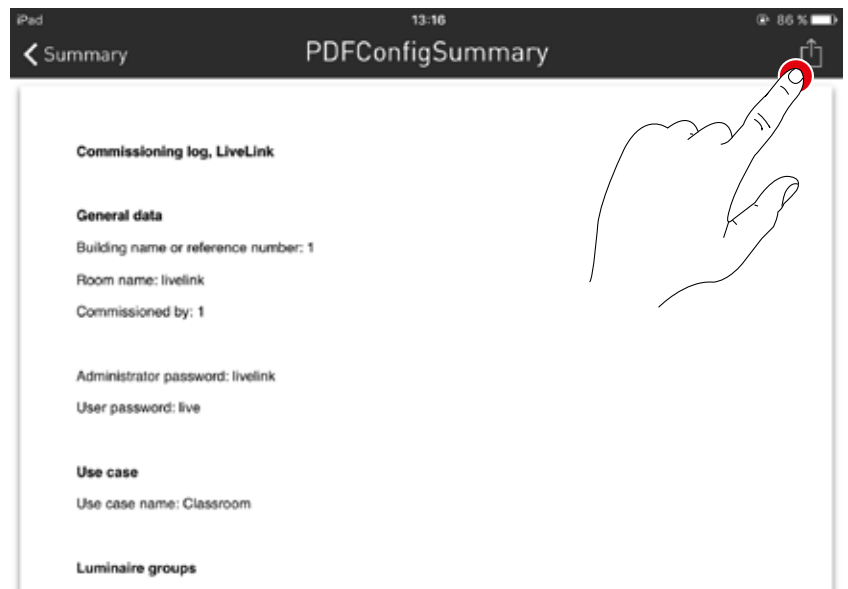 iPad 13:16 86 %
Summary PDFConfigSummary
Commissioning log, LiveLink
General data
Building name or reference number: 1
Room name: livelink
Commissioned by: 1
Administrator password: livelink
User password: live
Use case
Use case name: Classroom
Luminaire groups